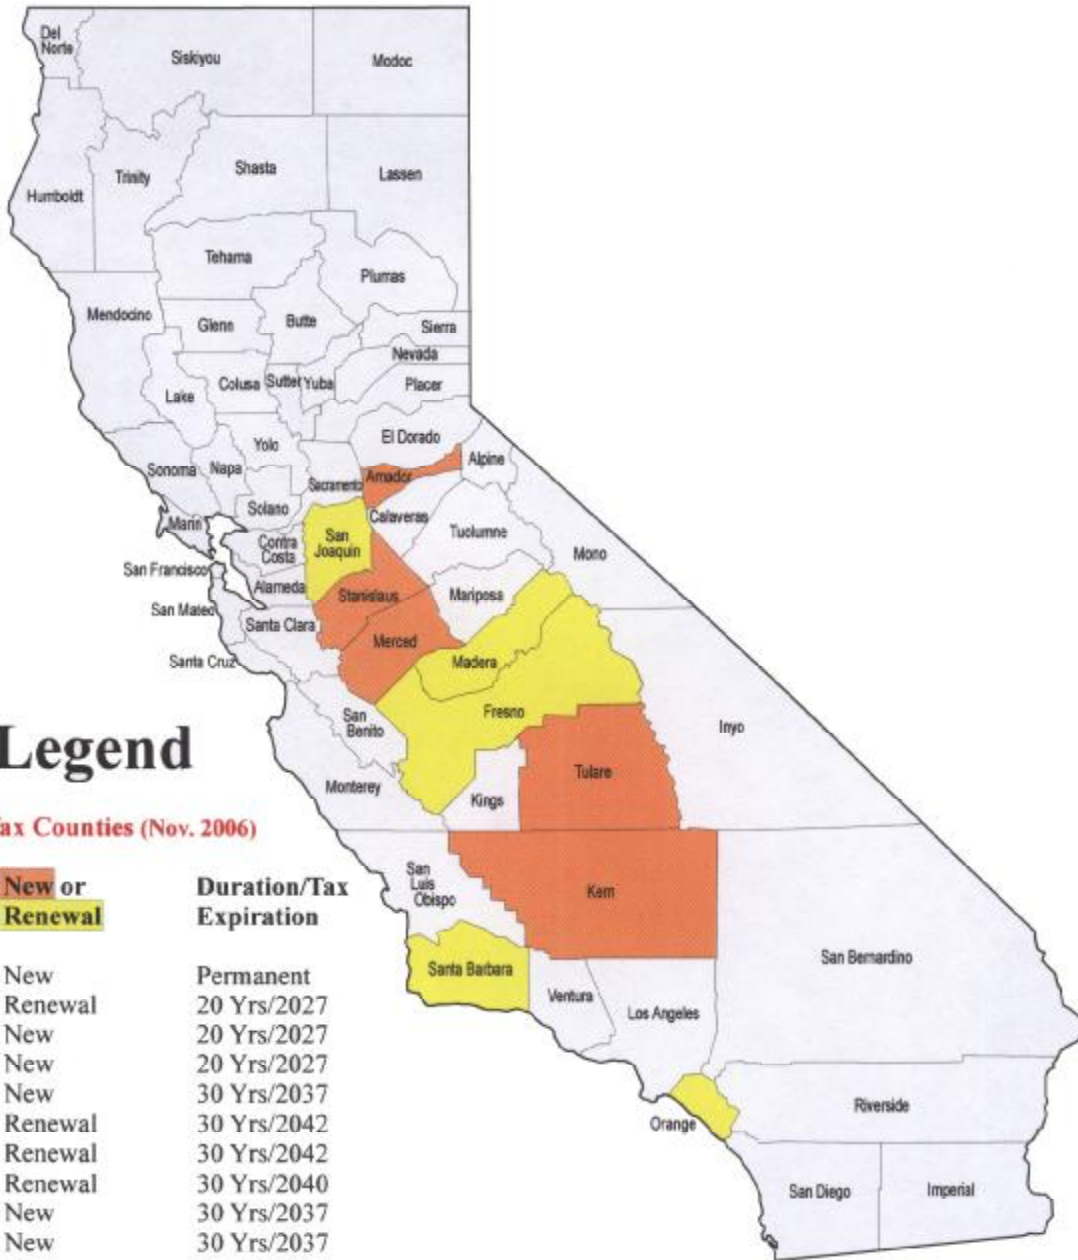 Del
Norte
Siskiyou
Modoc
Humboldt
Trinity
Shasta
Lassen
Tehama
Plumas
Mendocino
Glenn
Butte
Sierra
Nevada
Lake
Colusa
Sutter
Yuba
Placer
Sonoma
Napa
Yolo
El Dorado
Alpine
Sacramento
Amador
Marin
Solano
Calaveras
Tuolumne
Mono
Contra
Costa
San
Joaquin
San Francisco
Alameda
Stanislaus
Mariposa
San Mateo
Santa Clara
Merced
Santa Cruz
Madera
San
Benito
Fresno
Inyo
Monterey
Kings
Tulare
San
Luis
Obispo
Kern
Santa Barbara
Ventura
Los Angeles
San Bernardino
Orange
Riverside
San Diego
Imperial
Legend
ax Counties (Nov. 2006)
New or Duration/Tax
Renewal Expiration
New Permanent
Renewal 20 Yrs/2027
New 20 Yrs/2027
New 20 Yrs/2027
New 30 Yrs/2037
Renewal 30 Yrs/2042
Renewal 30 Yrs/2042
Renewal 30 Yrs/2040
New 30 Yrs/2037
New 30 Yrs/2037